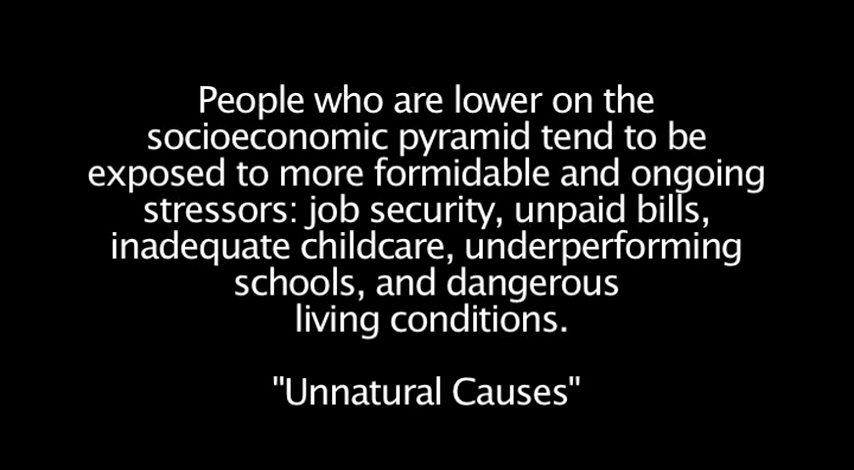 People who are lower on the
socioeconomic pyramid tend to be
exposed to more formidable and ongoing
stressors: job security, unpaid bills,
inadequate childcare, underperforming
schools, and dangerous
living conditions.
"Unnatural Causes"